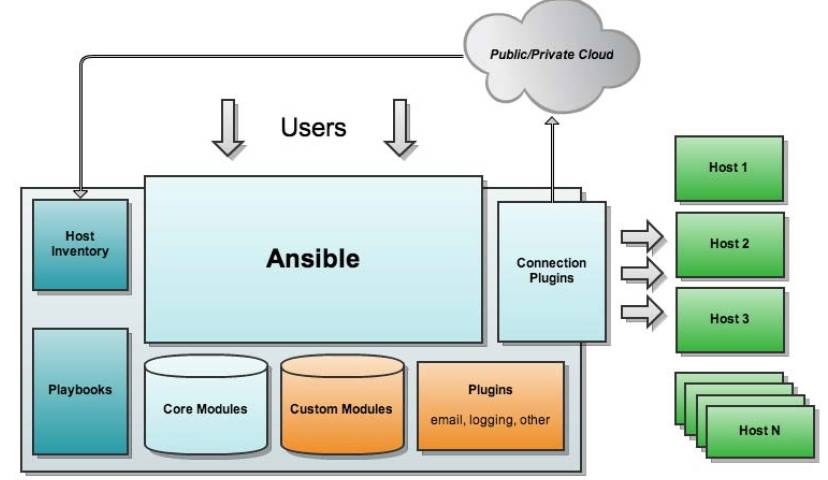 Public/Private Cloud
Users
Host 1
Host
Inventory
Ansible
Connection
Plugins
Host 2
Host 3
Playbooks
Core Modules
Custom Modules
Plugins
email, logging, other
Host N